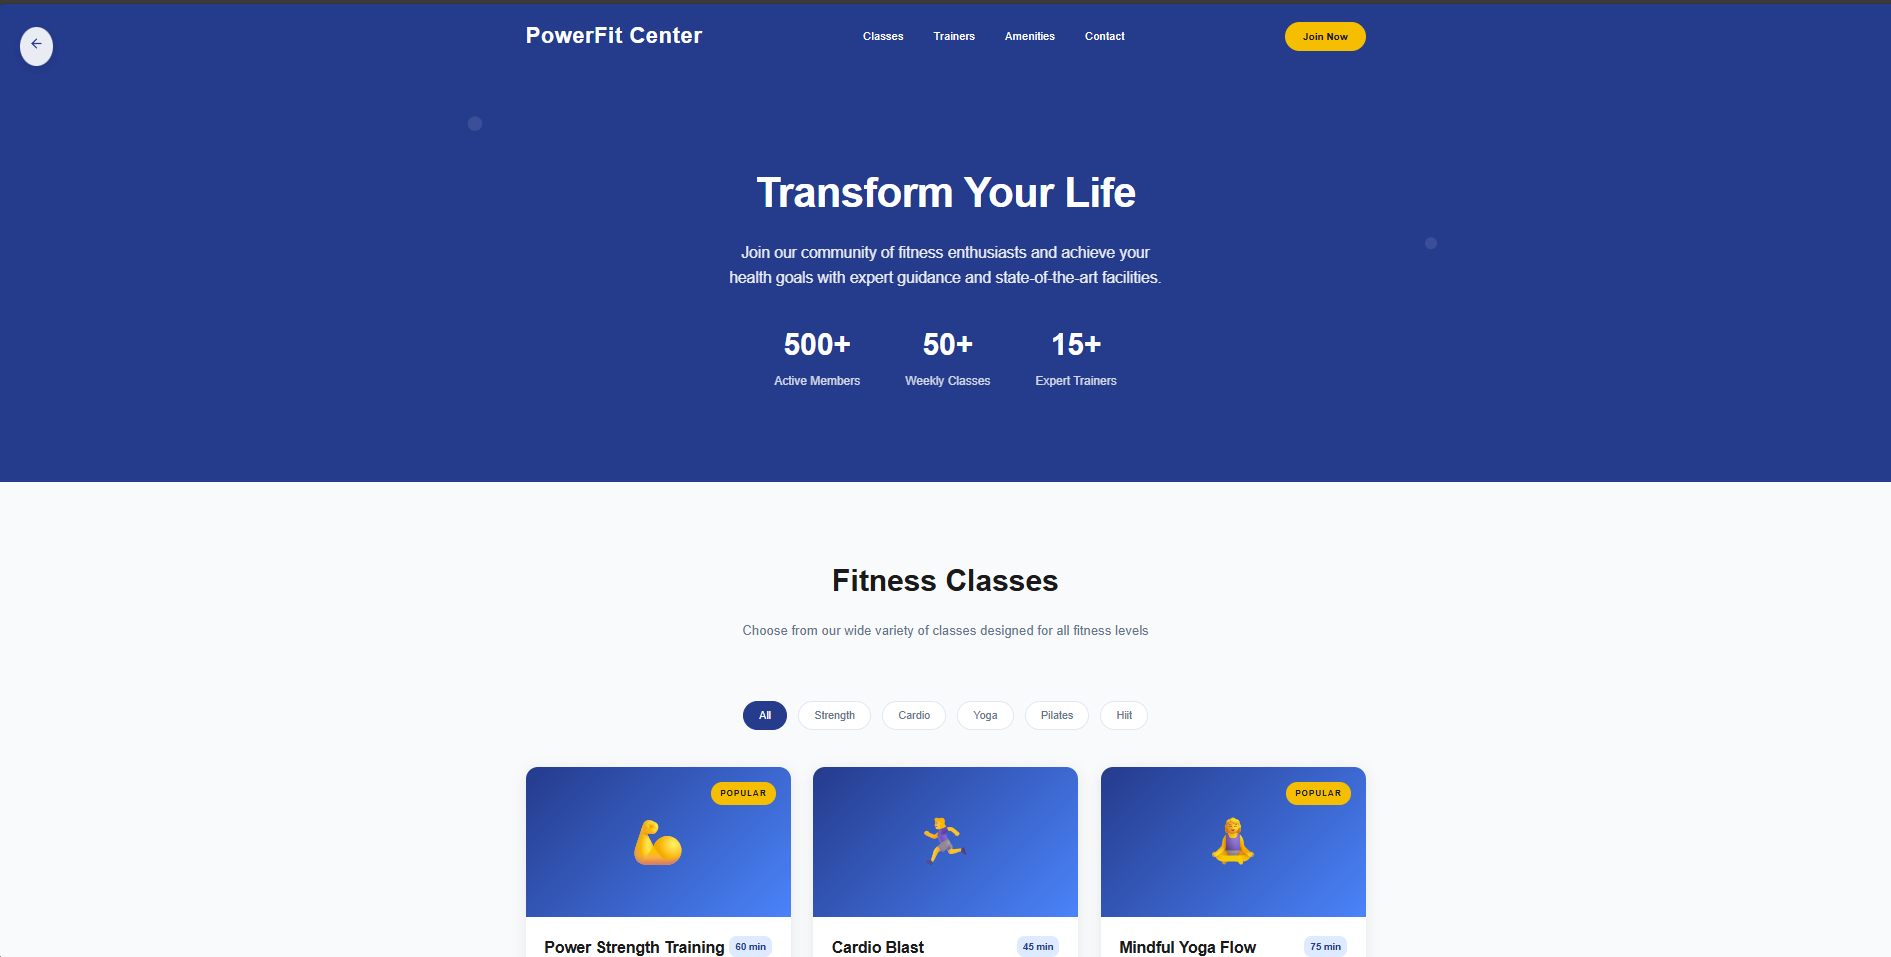 PowerFit Center
Classes
Trainers
Amenities
Contact
Join Now
Transform Your Life
Join our community of fitness enthusiasts and achieve your
health goals with expert guidance and state-of-the-art facilities.
500+
50+
15+
Active Members
Weekly Classes
Expert Trainers
Fitness Classes
Choose from our wide variety of classes designed for all fitness levels
All
Strength
Cardio
Yoga
Pilates
Hiit
POPULAR
POPULAR
Power Strength Training
60 min
Cardio Blast
45 min
Mindful Yoga Flow
75 min